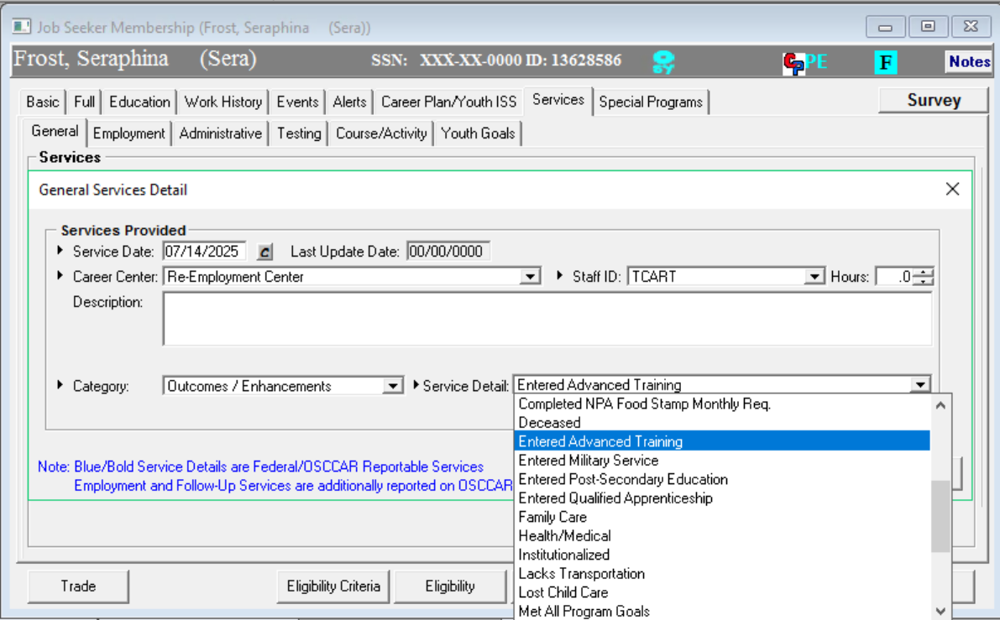 Job Seeker Membership (Frost, Seraphina (Sera))
Frost, Seraphina (Sera) SSN: XXX-XX-0000 ID: 13628586 PE F Notes
Basic Full Education Work History Events Alerts Career Plan/Youth ISS Services Special Programs Survey
General Employment Administrative Testing Course/Activity Youth Goals
Services
General Services Detail
Services Provided
Service Date: 07/14/2025 C Last Update Date: 00/00/0000
Career Center: Re-Employment Center Staff ID: TCART Hours: .0
Description:
Category: Outcomes / Enhancements Service Detail: Entered Advanced Training
Completed NPA Food Stamp Monthly Req.
Deceased
Entered Advanced Training
Entered Military Service
Entered Post-Secondary Education
Entered Qualified Apprenticeship
Family Care
Health/Medical
Institutionalized
Lacks Transportation
Lost Child Care
Met All Program Goals
Note: Blue/Bold Service Details are Federal/OSCCAR Reportable Services
Employment and Follow-Up Services are additionally reported on OSCCAR
Trade Eligibility Criteria Eligibility